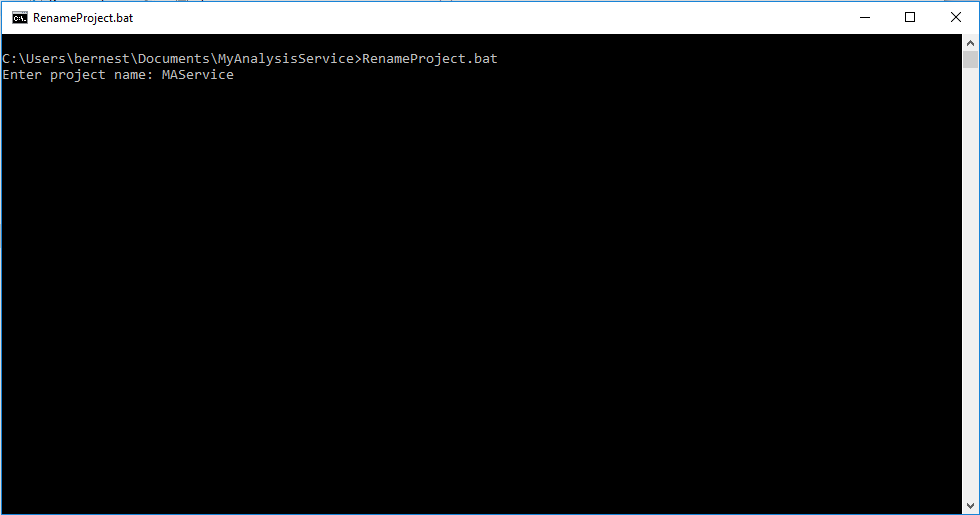 RenameProject.bat
C:\Users\bernest\Documents\MyAnalysisService>RenameProject.bat
Enter project name: MAService